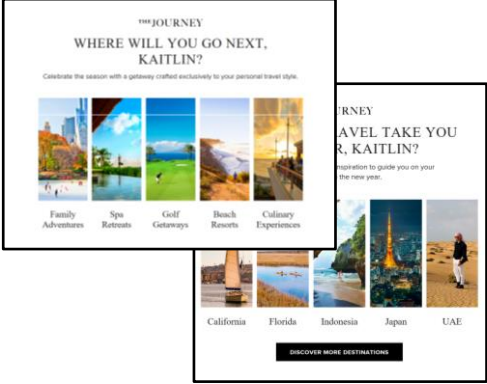 THE JOURNEY
WHERE WILL YOU GO NEXT,
KAITLIN?
Celebrate the season with a getaway crafted exclusively to your personal travel style.
Family
Adventures
Spa
Retreats
Golf
Getaways
Beach
Resorts
Culinary
Experiences
URNEY
AVEL TAKE YOU
R, KAITLIN?
nspiration to guide you on your
the new year.
California
Florida
Indonesia
Japan
UAE
DISCOVER MORE DESTINATIONS